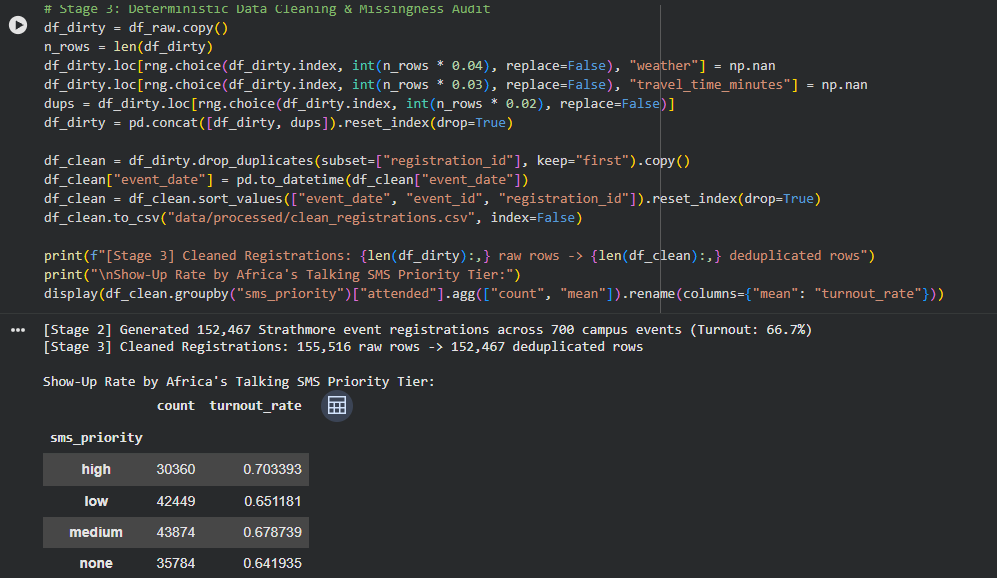 # Stage 3: Deterministic Data Cleaning & Missingness Audit
df_dirty = df_raw.copy()
n_rows = len(df_dirty)
df_dirty.loc[rng.choice(df_dirty.index, int(n_rows * 0.04), replace=False), "weather"] = np.nan
df_dirty.loc[rng.choice(df_dirty.index, int(n_rows * 0.03), replace=False), "travel_time_minutes"] = np.nan
dups = df_dirty.loc[rng.choice(df_dirty.index, int(n_rows * 0.02), replace=False)]
df_dirty = pd.concat([df_dirty, dups]).reset_index(drop=True)

df_clean = df_dirty.drop_duplicates(subset=["registration_id"], keep="first").copy()
df_clean["event_date"] = pd.to_datetime(df_clean["event_date"])
df_clean = df_clean.sort_values(["event_date", "event_id", "registration_id"]).reset_index(drop=True)
df_clean.to_csv("data/processed/clean_registrations.csv", index=False)

print(f"[Stage 3] Cleaned Registrations: {len(df_dirty):,} raw rows -> {len(df_clean):,} deduplicated rows")
print("\nShow-Up Rate by Africa's Talking SMS Priority Tier:")
display(df_clean.groupby("sms_priority")["attended"].agg(["count", "mean"]).rename(columns={"mean": "turnout_rate"}))

[Stage 2] Generated 152,467 Strathmore event registrations across 700 campus events (Turnout: 66.7%)
[Stage 3] Cleaned Registrations: 155,516 raw rows -> 152,467 deduplicated rows

Show-Up Rate by Africa's Talking SMS Priority Tier:
count turnout_rate
sms_priority
high 30360 0.703393
low 42449 0.651181
medium 43874 0.678739
none 35784 0.641935